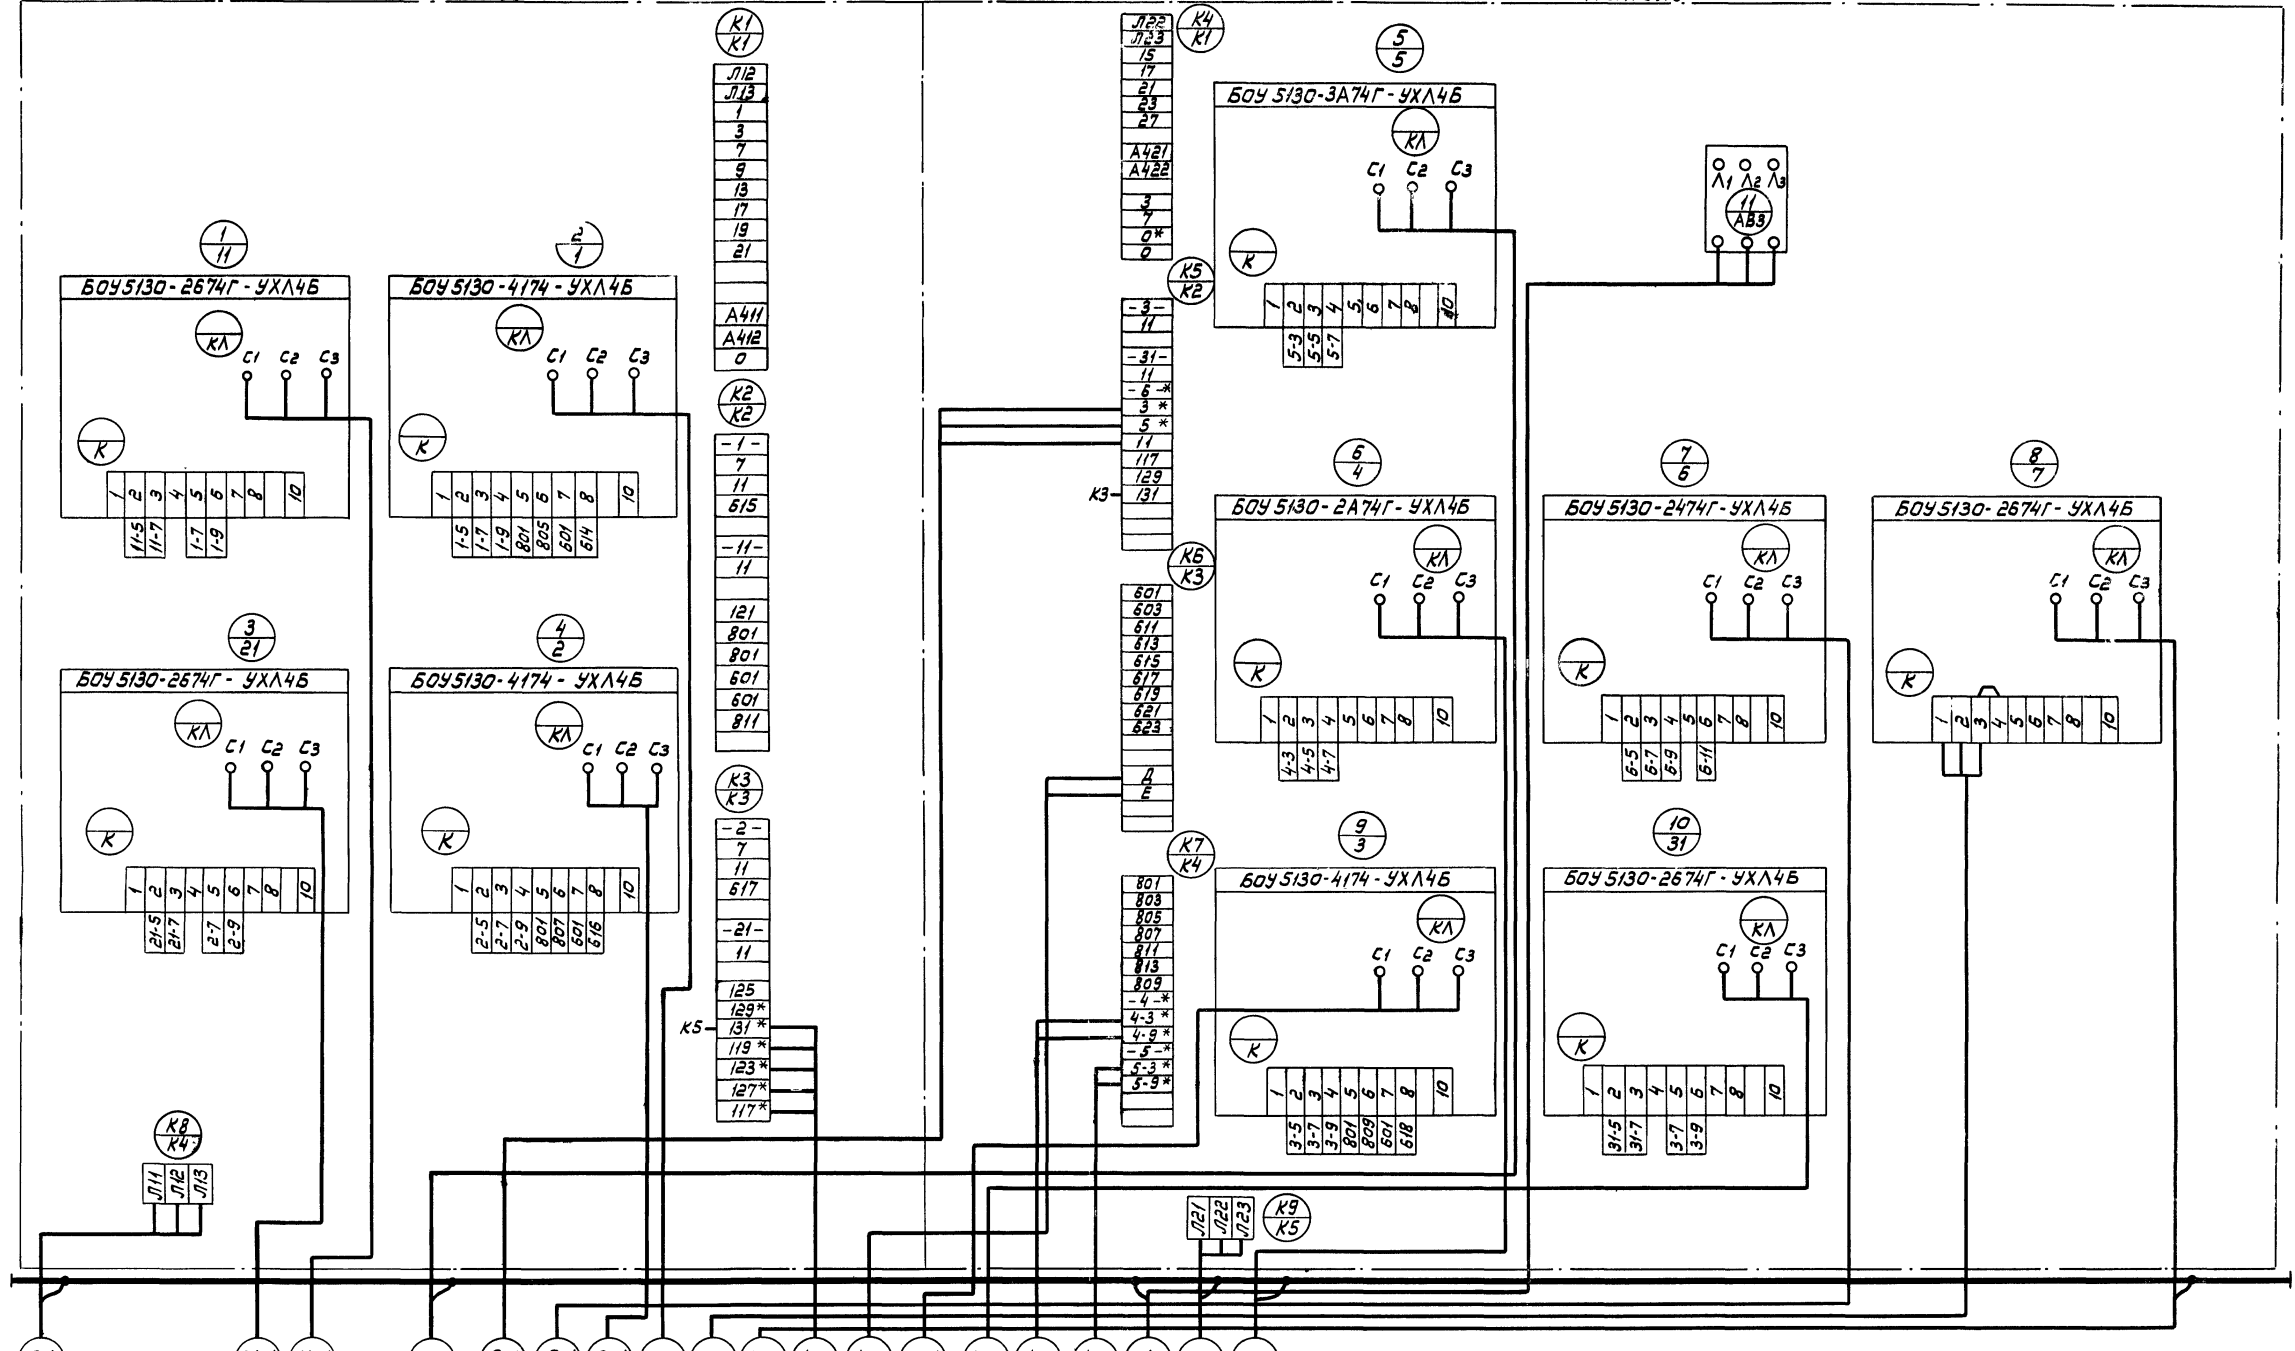 К1
К1
Л12
Л13
1
3
7
9
13
17
19
21
А411
А412
0
К2
К2
-1-
7
11
615
-11-
11
121
801
801
601
601
811
К3
К3
-2-
7
11
617
-21-
11
125
129*
К5
131*
119*
123*
127*
117*
1
11
БОУ5130-2674Г-УХЛ4Б
КЛ
С1 С2 С3
К
1 2 3 4 5 6 7 8 10
11-5 11-7 1-7 1-9
2
1
БОУ5130-4174-УХЛ4Б
КЛ
С1 С2 С3
К
1 2 3 4 5 6 7 8 10
1-5 1-7 1-9 801 805 601 614
3
21
БОУ5130-2674Г-УХЛ4Б
КЛ
С1 С2 С3
К
1 2 3 4 5 6 7 8 10
21-5 21-7 2-7 2-9
4
2
БОУ5130-4174-УХЛ4Б
КЛ
С1 С2 С3
К
1 2 3 4 5 6 7 8 10
2-5 2-7 2-9 801 807 601 616
К8
К4
Л11 Л12 Л13
К4
К1
Л22
Л23
15
17
21
23
27
А421
А422
3
7
0*
0
К5
К2
-3-
11
-31-
11
-6-*
3*
5*
11
117
129
К3
131
К6
К3
601
603
611
613
615
617
619
621
623
Д
Е
К7
К4
801
803
805
807
811
813
809
-4-*
4-3*
4-9*
-5-*
5-3*
5-9*
5
5
БОУ5130-3А74Г-УХЛ4Б
КЛ
С1 С2 С3
К
1 2 3 4 5 6 7 8 10
5-3 5-5 5-7
Л1 Л2 Л3
11
АВ3
6
4
БОУ5130-2А74Г-УХЛ4Б
КЛ
С1 С2 С3
К
1 2 3 4 5 6 7 8 10
4-3 4-5 4-7
7
6
БОУ5130-2474Г-УХЛ4Б
КЛ
С1 С2 С3
К
1 2 3 4 5 6 7 8 10
6-5 6-7 6-9 6-11
8
7
БОУ5130-2674Г-УХЛ4Б
КЛ
С1 С2 С3
К
1 2 3 4 5 6 7 8 10
9
3
БОУ5130-4174-УХЛ4Б
КЛ
С1 С2 С3
К
1 2 3 4 5 6 7 8 10
3-5 3-7 3-9 801 809 601 618
10
31
БОУ5130-2674Г-УХЛ4Б
КЛ
С1 С2 С3
К
1 2 3 4 5 6 7 8 10
31-5 31-7 3-7 3-9
Л21 Л22 Л23
К9
К5